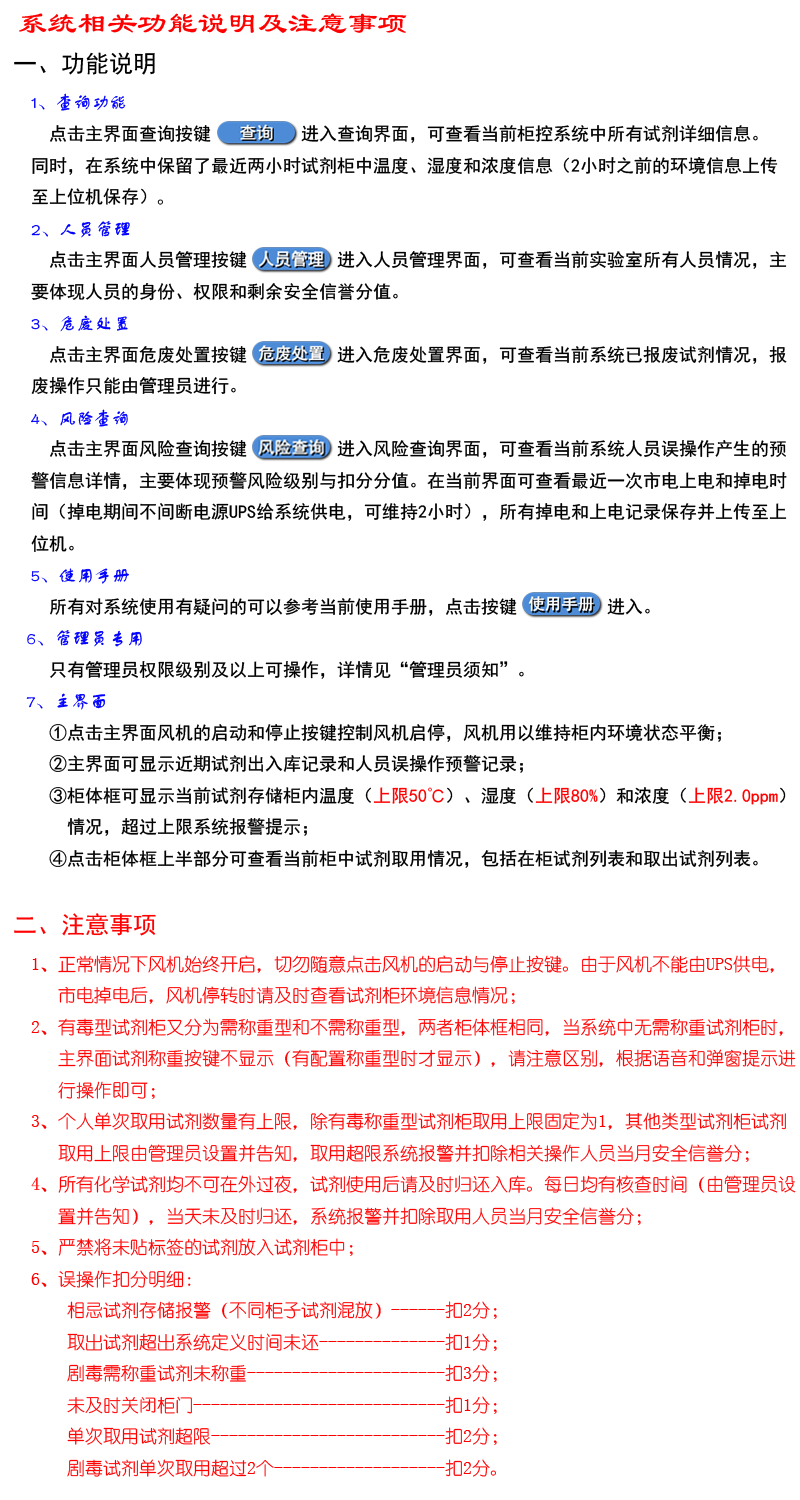 系统相关功能说明及注意事项
一、功能说明
1、查询功能
点击主界面查询按键 查询 进入查询界面，可查看当前柜控系统中所有试剂详细信息。
同时，在系统中保留了最近两小时试剂柜中温度、湿度和浓度信息（2小时之前的环境信息上传
至上位机保存）。
2、人员管理
点击主界面人员管理按键 人员管理 进入人员管理界面，可查看当前实验室所有人员情况，主
要体现人员的身份、权限和剩余安全信誉分值。
3、危废处置
点击主界面危废处置按键 危废处置 进入危废处置界面，可查看当前系统已报废试剂情况，报
废操作只能由管理员进行。
4、风险查询
点击主界面风险查询按键 风险查询 进入风险查询界面，可查看当前系统人员误操作产生的预
警信息详情，主要体现预警风险级别与扣分分值。在当前界面可查看最近一次市电上电和掉电时
间（掉电期间不间断电源UPS给系统供电，可维持2小时），所有掉电和上电记录保存并上传至上
位机。
5、使用手册
所有对系统使用有疑问的可以参考当前使用手册，点击按键 使用手册 进入。
6、管理员专用
只有管理员权限级别及以上可操作，详情见“管理员须知”。
7、主界面
①点击主界面风机的启动和停止按键控制风机启停，风机用以维持柜内环境状态平衡；
②主界面可显示近期试剂出入库记录和人员误操作预警记录；
③柜体框可显示当前试剂存储柜内温度（上限50℃）、湿度（上限80%）和浓度（上限2.0ppm）
情况，超过上限系统报警提示；
④点击柜体框上半部分可查看当前柜中试剂取用情况，包括在柜试剂列表和取出试剂列表。
二、注意事项
1、正常情况下风机始终开启，切勿随意点击风机的启动与停止按键。由于风机不能由UPS供电，
市电掉电后，风机停转时请及时查看试剂柜环境信息情况；
2、有毒型试剂柜又分为需称重型和不需称重型，两者柜体框相同，当系统中无需称重试剂柜时，
主界面试剂称重按键不显示（有配置称重型时才显示），请注意区别，根据语音和弹窗提示进
行操作即可；
3、个人单次取用试剂数量有上限，除有毒称重型试剂柜取用上限固定为1，其他类型试剂柜试剂
取用上限由管理员设置并告知，取用超限系统报警并扣除相关操作人员当月安全信誉分；
4、所有化学试剂均不可在外过夜，试剂使用后请及时归还入库。每日均有核查时间（由管理员设
置并告知），当天未及时归还，系统报警并扣除取用人员当月安全信誉分；
5、严禁将未贴标签的试剂放入试剂柜中；
6、误操作扣分明细：
相忌试剂存储报警（不同柜子试剂混放）------扣2分；
取出试剂超出系统定义时间未还--------------扣1分；
剧毒需称重试剂未称重----------------------扣3分；
未及时关闭柜门----------------------------扣1分；
单次取用试剂超限--------------------------扣2分；
剧毒试剂单次取用超过2个-------------------扣2分。